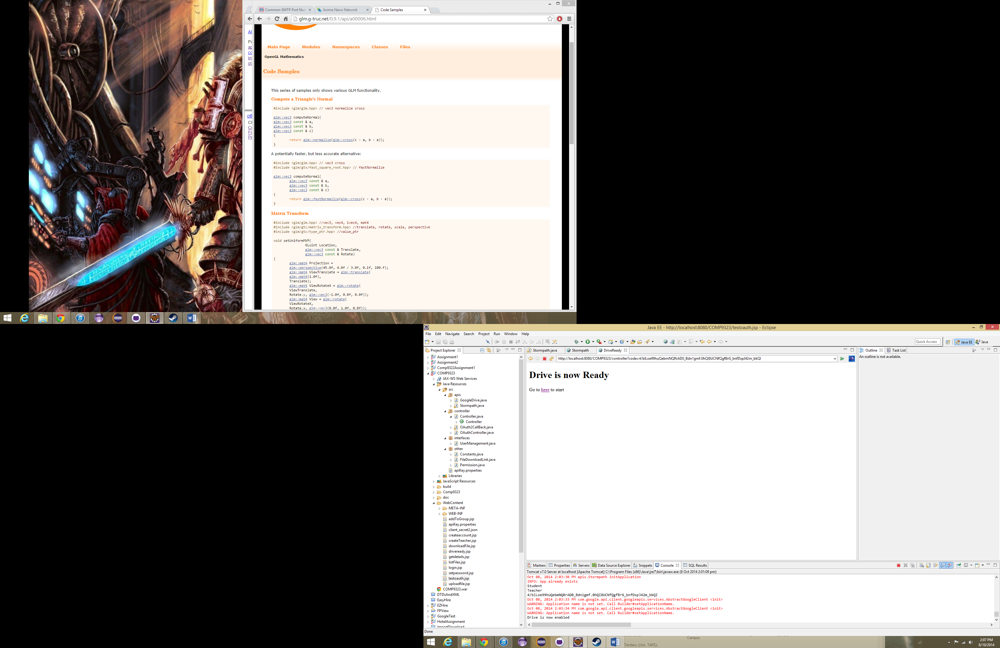 Common SMTP Port Num
Anime News Network
Code Samples
glm.g-truc.net/0.9.1/api/a00006.html
Main Page
Modules
Namespaces
Classes
Files
OpenGL Mathematics
Code Samples
This series of samples only shows various GLM functionality.
Compute a Triangle's Normal
#include <glm/glm.hpp> // vec3 normalize cross
glm::vec3 computeNormal(
glm::vec3 const & a,
glm::vec3 const & b,
glm::vec3 const & c)
{
return glm::normalize(glm::cross(c - a, b - a));
}
A potentially faster, but less accurate alternative:
#include <glm/glm.hpp> // vec3 cross
#include <glm/gtx/fast_square_root.hpp> // fastNormalize
glm::vec3 computeNormal(
glm::vec3 const & a,
glm::vec3 const & b,
glm::vec3 const & c)
{
return glm::fastNormalize(glm::cross(c - a, b - a));
}
Matrix Transform
#include <glm/glm.hpp> //vec3, vec4, ivec4, mat4
#include <glm/gtc/matrix_transform.hpp> //translate, rotate, scale, perspective
#include <glm/gtc/type_ptr.hpp> //value_ptr
void setUniformMVP(
GLuint Location,
glm::vec3 const & Translate,
glm::vec3 const & Rotate)
{
glm::mat4 Projection =
glm::perspective(45.0f, 4.0f / 3.0f, 0.1f, 100.f);
glm::mat4 ViewTranslate = glm::translate(
glm::mat4(1.0f),
Translate);
glm::mat4 ViewRotateX = glm::rotate(
ViewTranslate,
Rotate.y, glm::vec3(-1.0f, 0.0f, 0.0f));
glm::mat4 View = glm::rotate(
ViewRotateX,
Rotate.x, glm::vec3(0.0f, 1.0f, 0.0f));
Java EE - http://localhost:8080/COMP9323/testoauth.jsp - Eclipse
File Edit Navigate Search Project Run Window Help
Quick Access
Java EE
Java
Project Explorer
Assignment1
Assignment2
Comp9322Assignment1
COMP9323
JAX-WS Web Services
Java Resources
src
apis
GoogleDrive.java
Stormpath.java
controller
Controller.java
Controller
OAuth2CallBack.java
OAuthController.java
interfaces
UserManagement.java
other
Constants.java
FileDownloadLink.java
Permission.java
apiKey.properties
Libraries
JavaScript Resources
build
Comp9323
doc
WebContent
META-INF
WEB-INF
addToGroup.jsp
apiKey.properties
client_secret2.json
createaccount.jsp
createTeacher.jsp
downloadFile.jsp
driveready.jsp
getdetails.jsp
listFiles.jsp
login.jsp
setpassword.jsp
testoauth.jsp
uploadfile.jsp
COMP9323.war
DTDsAndXML
EasyHire
EZHire
FPView
GoogleTest
HotelAssignment
ImportDownload
Done
Stormpath.java
Stormpath
DriveReady
http://localhost:8080/COMP9323/controller?code=4/blLoe99huQebmNQRrAD0_Bdn1gmf.0hQI8UCNfQgfBrG_bnfDxpJ42m_bkQI
Drive is now Ready
Go to here to start
Outline
Task List
An outline is not available.
Markers Properties Servers Data Source Explorer Snippets Console SQL Results
Tomcat v7.0 Server at localhost [Apache Tomcat] C:\Program Files (x86)\Java\jre7\bin\javaw.exe (8 Oct 2014 2:01:09 pm)
Oct 08, 2014 2:03:30 PM apis.Stormpath initApplication
INFO: App already exists
Student
Teacher
4/blLoe99huQebmNQRrAD0_Bdn1gmf.0hQI8UCNfQgfBrG_bnfDxpJ42m_bkQI
Oct 08, 2014 2:03:33 PM com.google.api.client.googleapis.services.AbstractGoogleClient <init>
WARNING: Application name is not set. Call Builder#setApplicationName.
Oct 08, 2014 2:03:34 PM com.google.api.client.googleapis.services.AbstractGoogleClient <init>
WARNING: Application name is not set. Call Builder#setApplicationName.
Drive is now enabled
Campus
Tertiary (Uni, TAFE):
2:07 PM
8/10/2014